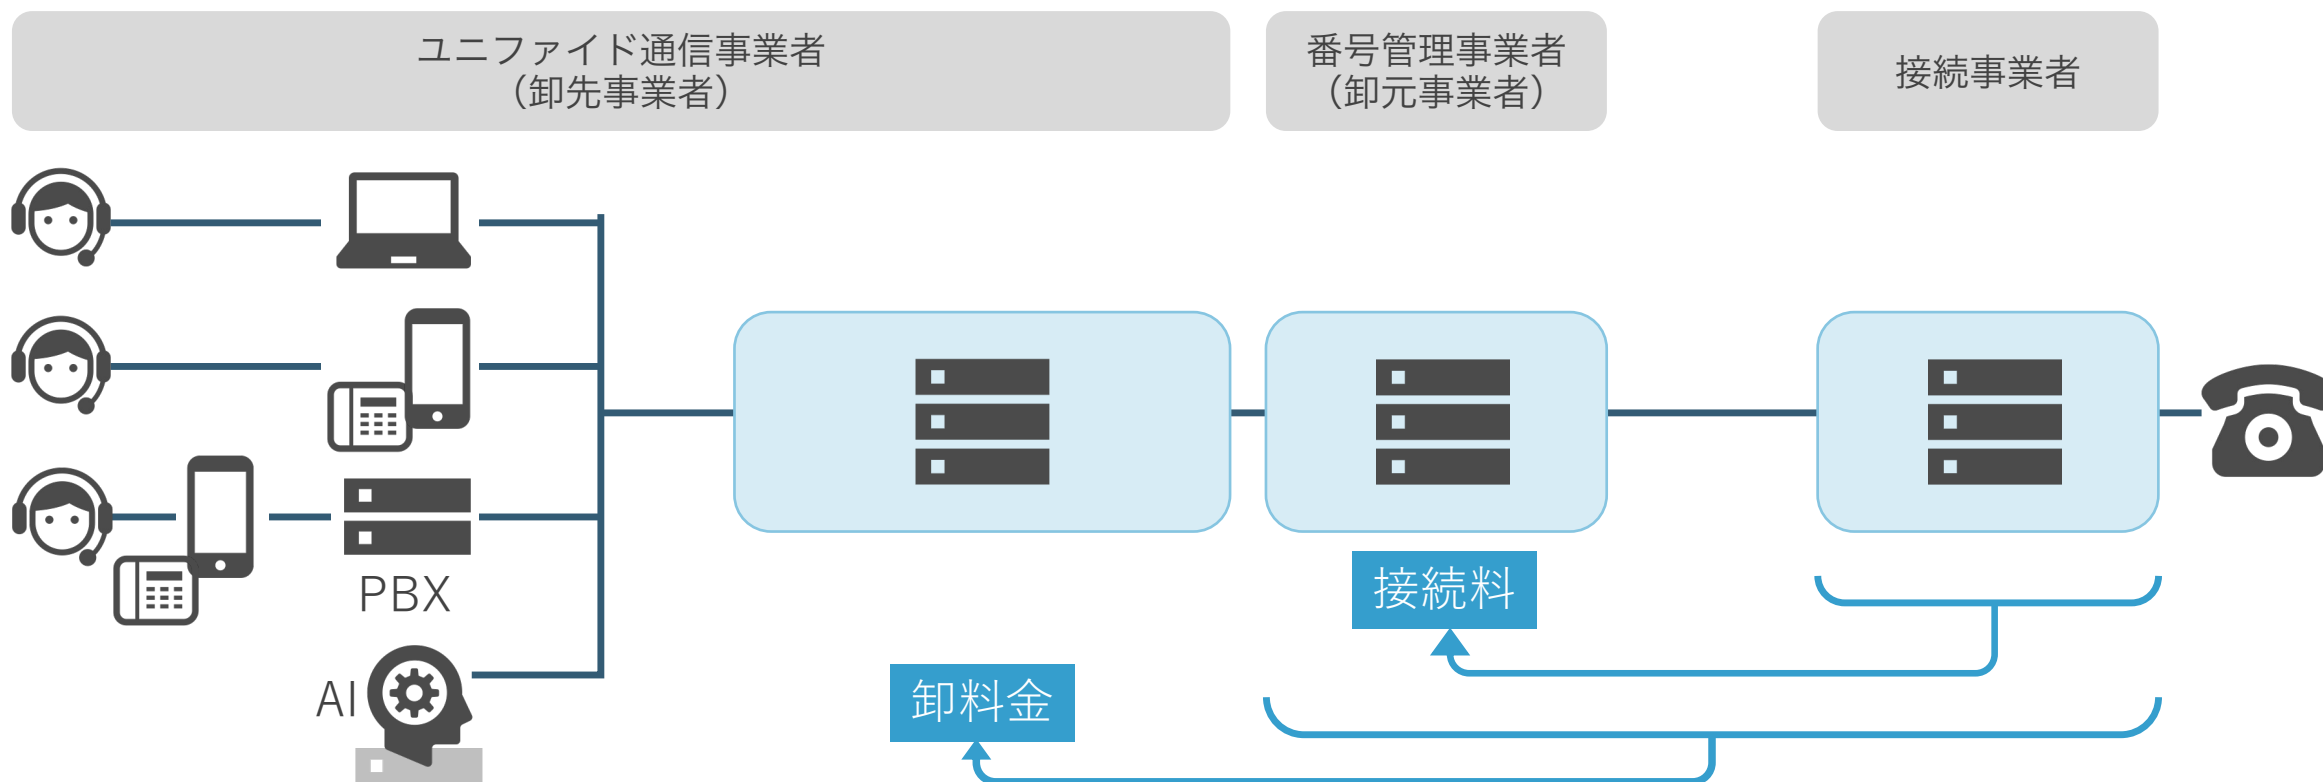 ユニファイド通信事業者
（卸先事業者）
番号管理事業者
（卸元事業者）
接続事業者
PBX
AI
接続料
卸料金